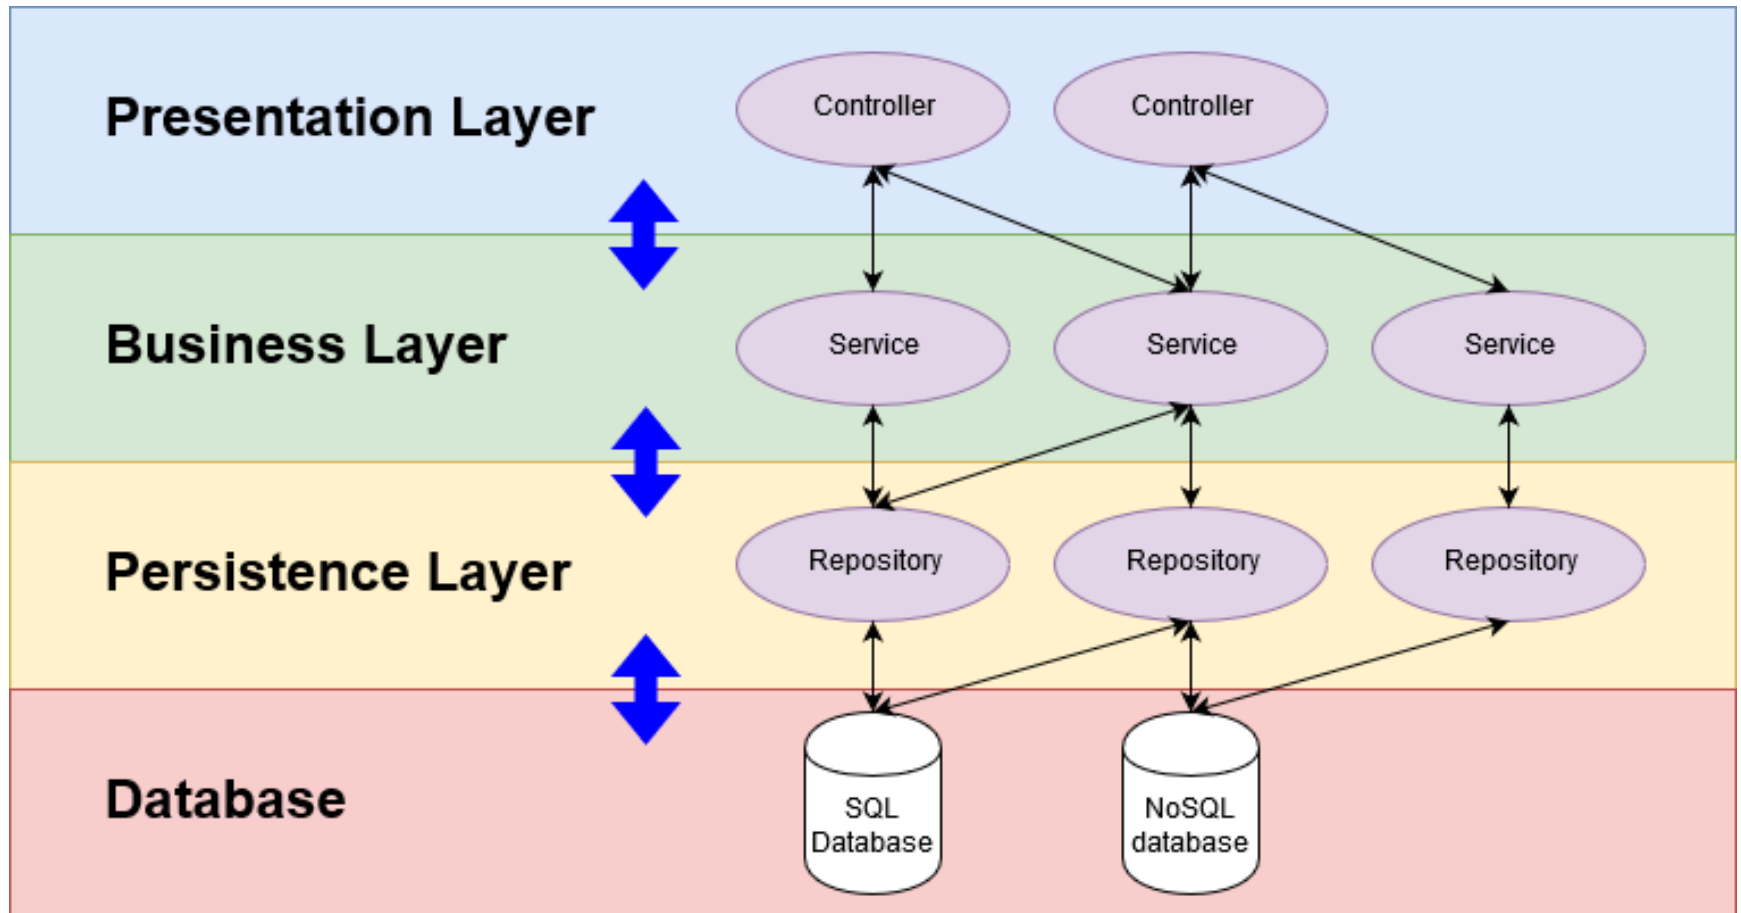 Presentation Layer
Controller
Controller
Business Layer
Service
Service
Service
Persistence Layer
Repository
Repository
Repository
Database
SQL
Database
NoSQL
database